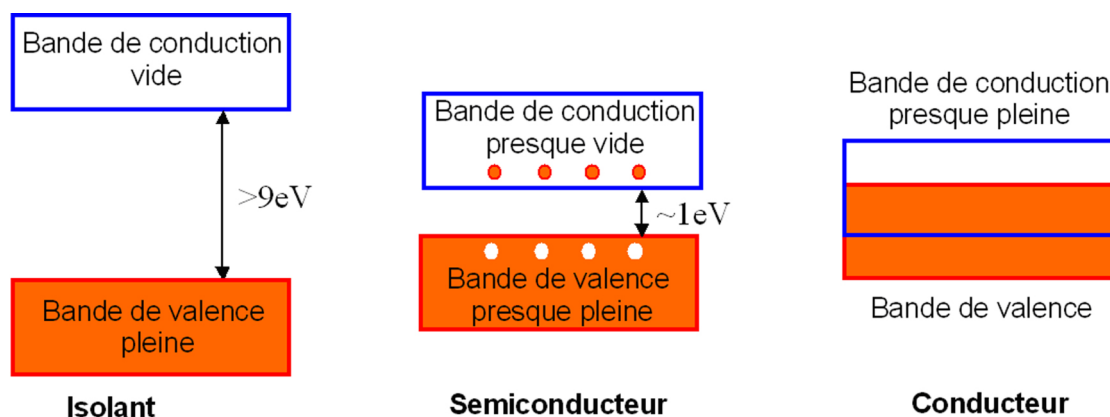 Bande de conduction
vide
>9eV
Bande de valence
pleine
Isolant
Bande de conduction
presque vide
~1eV
Bande de valence
presque pleine
Semiconducteur
Bande de conduction
presque pleine
Bande de valence
Conducteur